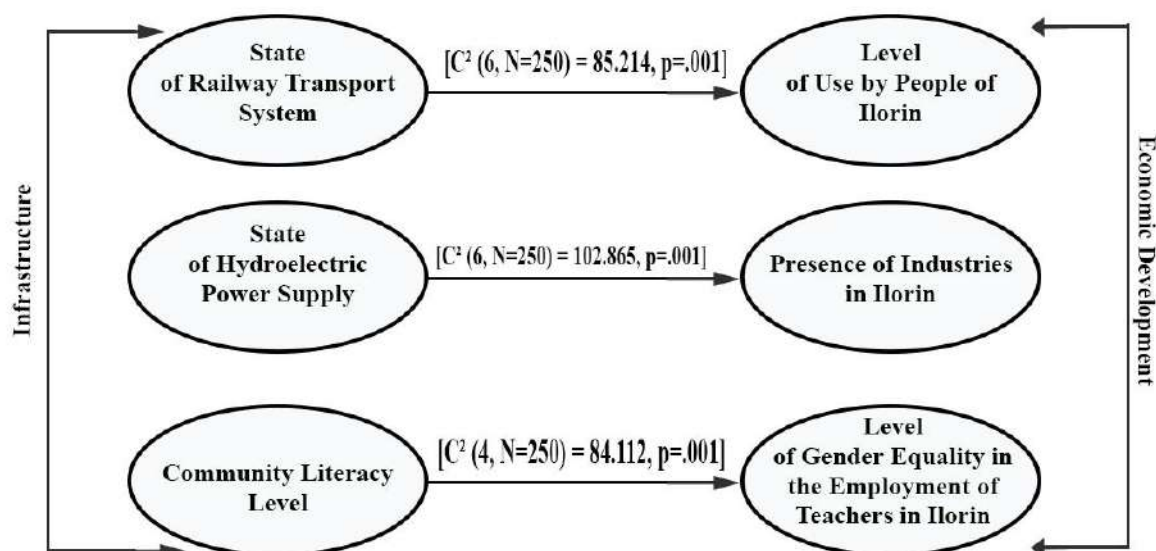 State
of Railway Transport
System
[C² (6, N=250) = 85.214, p=.001]
Level
of Use by People of
Ilorin
Infrastructure
State
of Hydroelectric
Power Supply
[C² (6, N=250) = 102.865, p=.001]
Presence of Industries
in Ilorin
Economic Development
Community Literacy
Level
[C² (4, N=250) = 84.112, p=.001]
Level
of Gender Equality in
the Employment of
Teachers in Ilorin